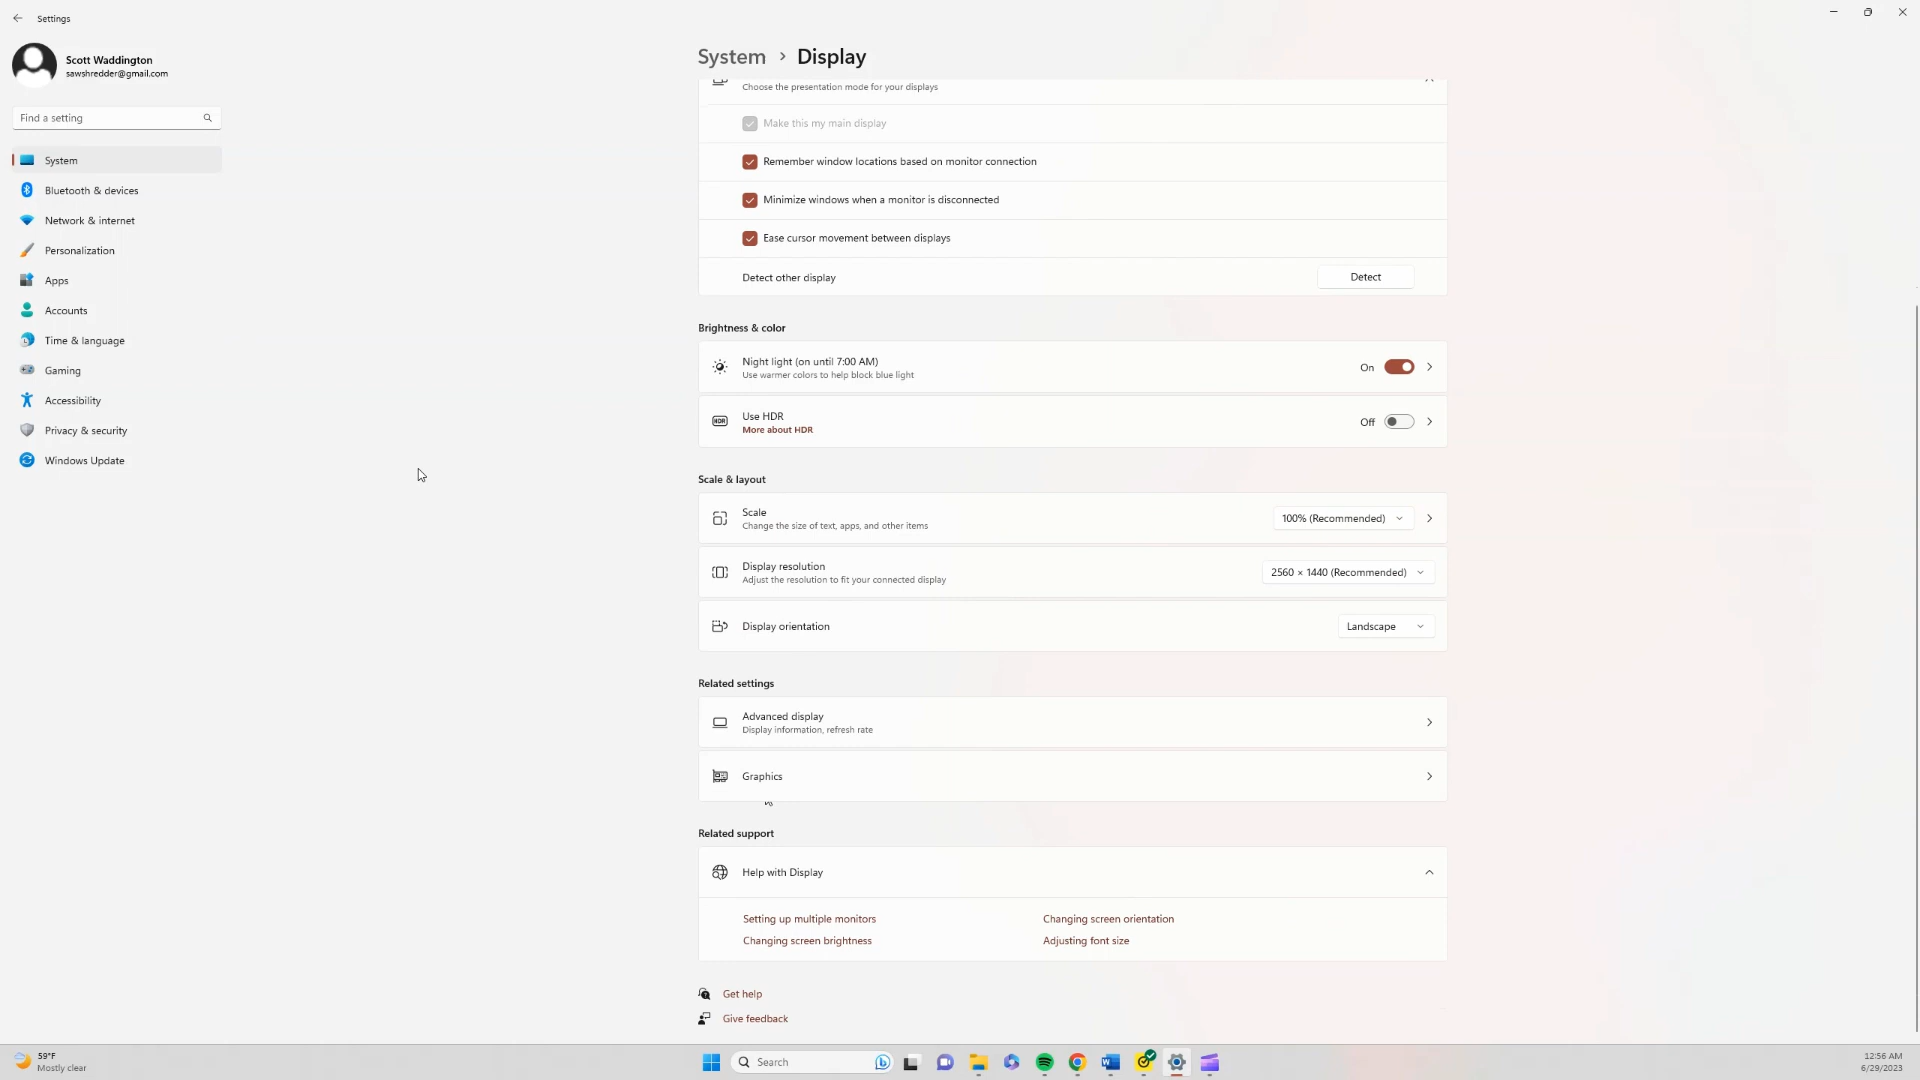 Settings
Scott Waddington
sawshredder@gmail.com
Find a setting
System
Bluetooth & devices
Network & internet
Personalization
Apps
Accounts
Time & language
Gaming
Accessibility
Privacy & security
Windows Update
System > Display
Choose the presentation mode for your displays
Make this my main display
Remember window locations based on monitor connection
Minimize windows when a monitor is disconnected
Ease cursor movement between displays
Detect other display
Detect
Brightness & color
Night light (on until 7:00 AM)
Use warmer colors to help block blue light
On
HDR
Use HDR
More about HDR
Off
Scale & layout
Scale
Change the size of text, apps, and other items
100% (Recommended)
Display resolution
Adjust the resolution to fit your connected display
2560 × 1440 (Recommended)
Display orientation
Landscape
Related settings
Advanced display
Display information, refresh rate
Graphics
Related support
Help with Display
Setting up multiple monitors
Changing screen orientation
Changing screen brightness
Adjusting font size
Get help
Give feedback
59°F
Mostly clear
Search
12:56 AM
6/29/2023